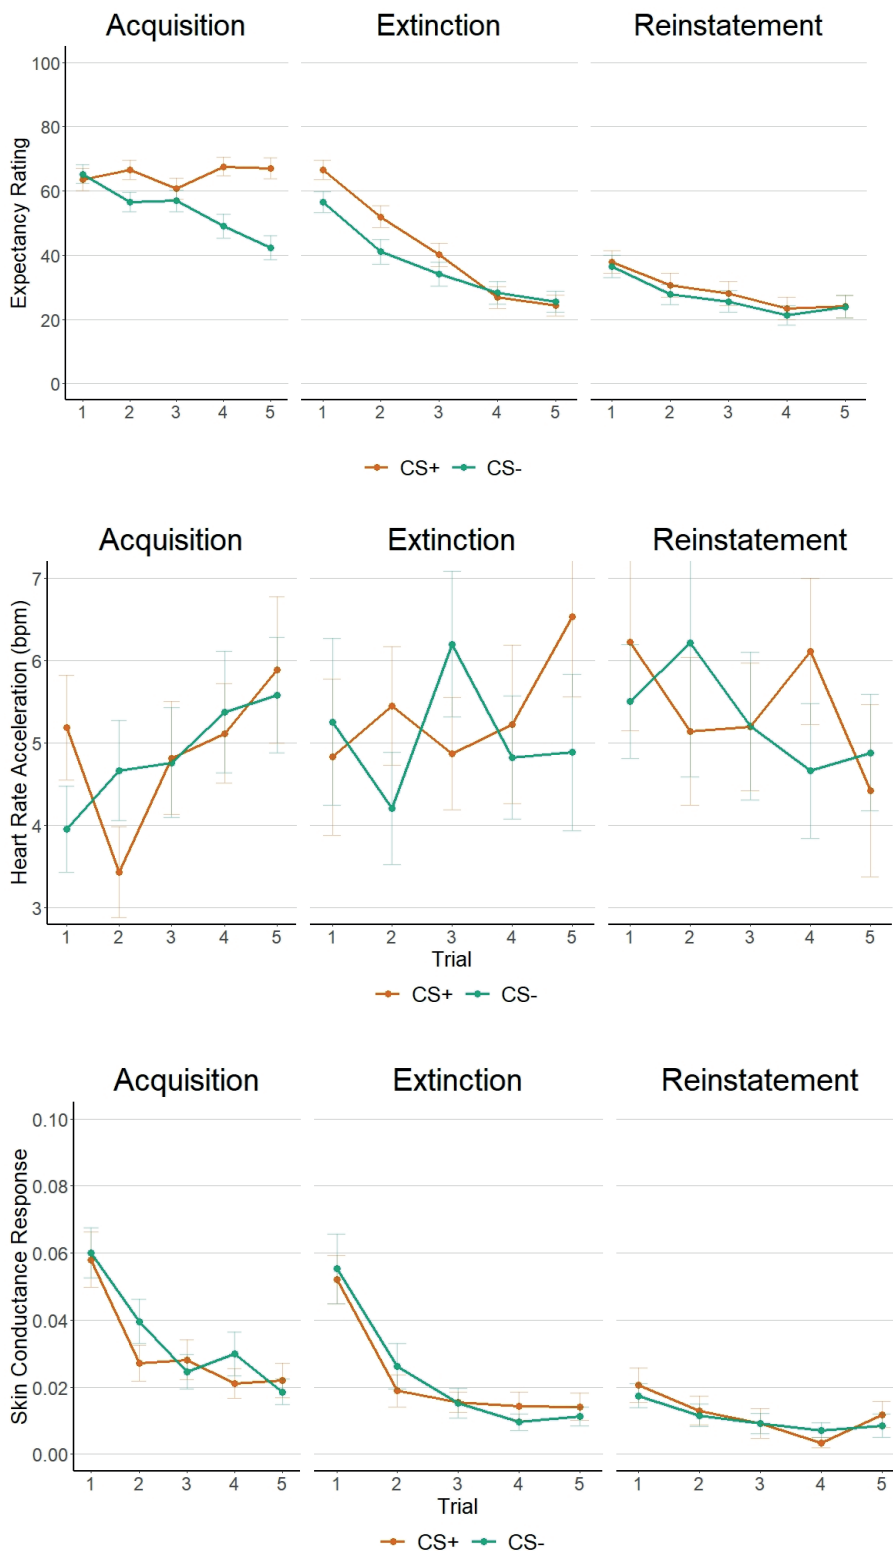 Acquisition Extinction Reinstatement
Expectancy Rating
100
80
60
40
20
0
1 2 3 4 5 1 2 3 4 5 1 2 3 4 5
CS+ CS-
Acquisition Extinction Reinstatement
Heart Rate Acceleration (bpm)
7
6
5
4
3
1 2 3 4 5 1 2 3 4 5 1 2 3 4 5
Trial
CS+ CS-
Acquisition Extinction Reinstatement
Skin Conductance Response
0.10
0.08
0.06
0.04
0.02
0.00
1 2 3 4 5 1 2 3 4 5 1 2 3 4 5
Trial
CS+ CS-